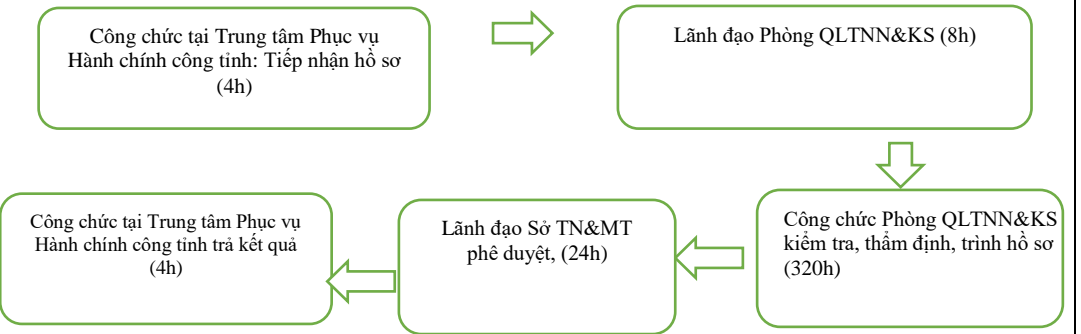 Công chức tại Trung tâm Phục vụ
Hành chính công tỉnh: Tiếp nhận hồ sơ
(4h)
Lãnh đạo Phòng QLTNN&KS (8h)
Công chức Phòng QLTNN&KS
kiểm tra, thẩm định, trình hồ sơ
(320h)
Lãnh đạo Sở TN&MT
phê duyệt, (24h)
Công chức tại Trung tâm Phục vụ
Hành chính công tỉnh trả kết quả
(4h)